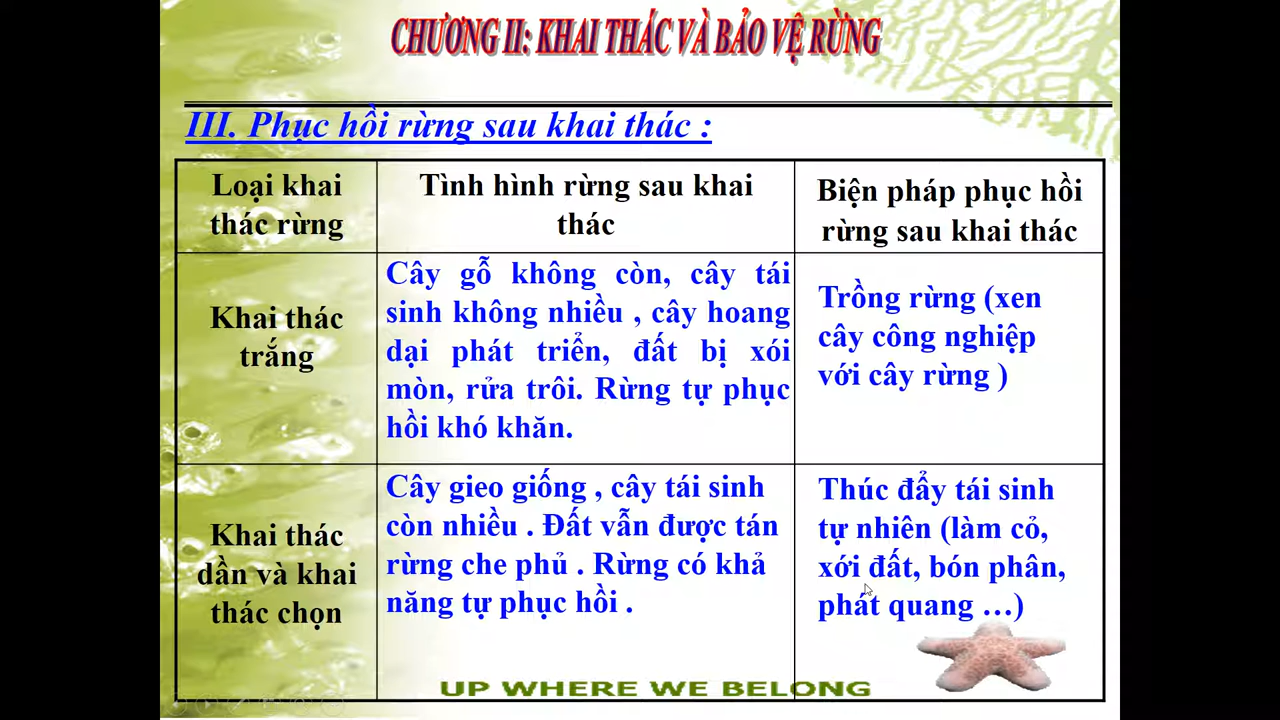 CHƯƠNG II: KHAI THÁC VÀ BẢO VỆ RỪNG
III. Phục hồi rừng sau khai thác :
Loại khai
thác rừng
Tình hình rừng sau khai
thác
Biện pháp phục hồi
rừng sau khai thác
Khai thác
trắng
Cây gỗ không còn, cây tái
sinh không nhiều , cây hoang
dại phát triển, đất bị xói
mòn, rửa trôi. Rừng tự phục
hồi khó khăn.
Trồng rừng (xen
cây công nghiệp
với cây rừng )
Khai thác
dần và khai
thác chọn
Cây gieo giống , cây tái sinh
còn nhiều . Đất vẫn được tán
rừng che phủ . Rừng có khả
năng tự phục hồi .
Thúc đẩy tái sinh
tự nhiên (làm cỏ,
xới đất, bón phân,
phát quang …)
UP WHERE WE BELONG